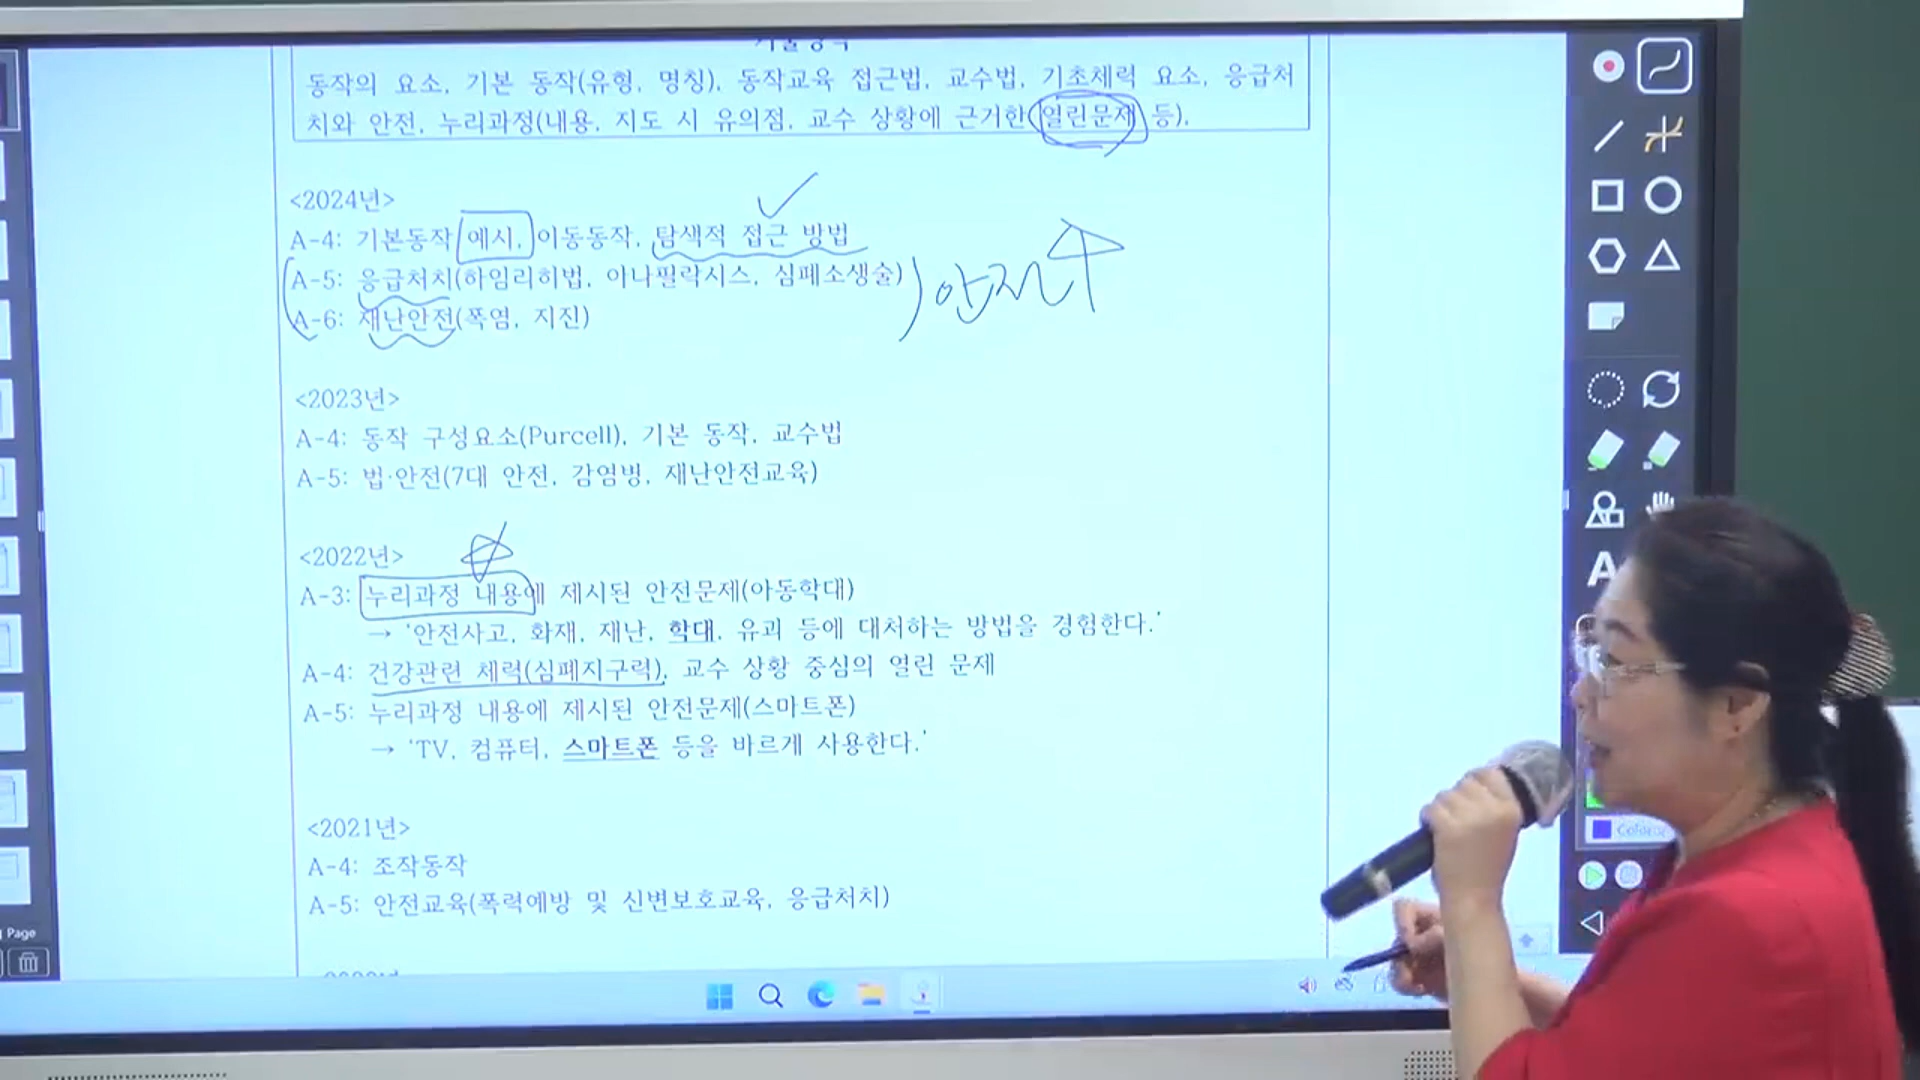 동작의 요소, 기본 동작(유형, 명칭), 동작교육 접근법, 교수법, 기초체력 요소, 응급처
치와 안전, 누리과정(내용, 지도 시 유의점, 교수 상황에 근거한 열린문제 등),
<2024년>
A-4: 기본동작 예시, 이동동작, 탐색적 접근 방법
A-5: 응급처치(하임리히법, 아나필락시스, 심폐소생술)
안전
A-6: 재난안전(폭염, 지진)
<2023년>
A-4: 동작 구성요소(Purcell), 기본 동작, 교수법
A-5: 법·안전(7대 안전, 감염병, 재난안전교육)
<2022년>
A-3: 누리과정 내용에 제시된 안전문제(아동학대)
→ '안전사고, 화재, 재난, 학대, 유괴 등에 대처하는 방법을 경험한다.'
A-4: 건강관련 체력(심폐지구력), 교수 상황 중심의 열린 문제
A-5: 누리과정 내용에 제시된 안전문제(스마트폰)
→ 'TV, 컴퓨터, 스마트폰 등을 바르게 사용한다.'
<2021년>
A-4: 조작동작
A-5: 안전교육(폭력예방 및 신변보호교육, 응급처치)
Page
A